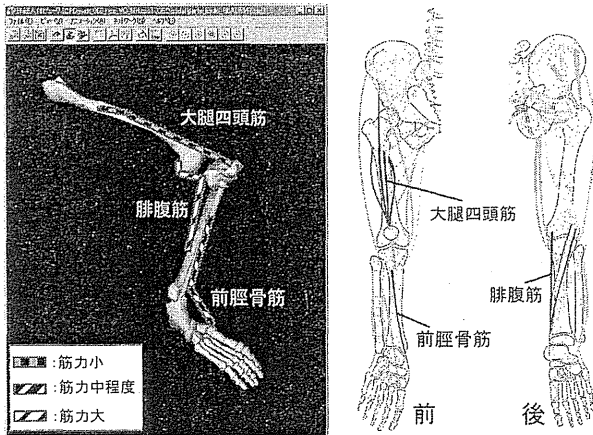 大腿四頭筋
腓腹筋
前脛骨筋
:筋力小
:筋力中程度
:筋力大
大腿四頭筋
前脛骨筋
前
腓腹筋
後